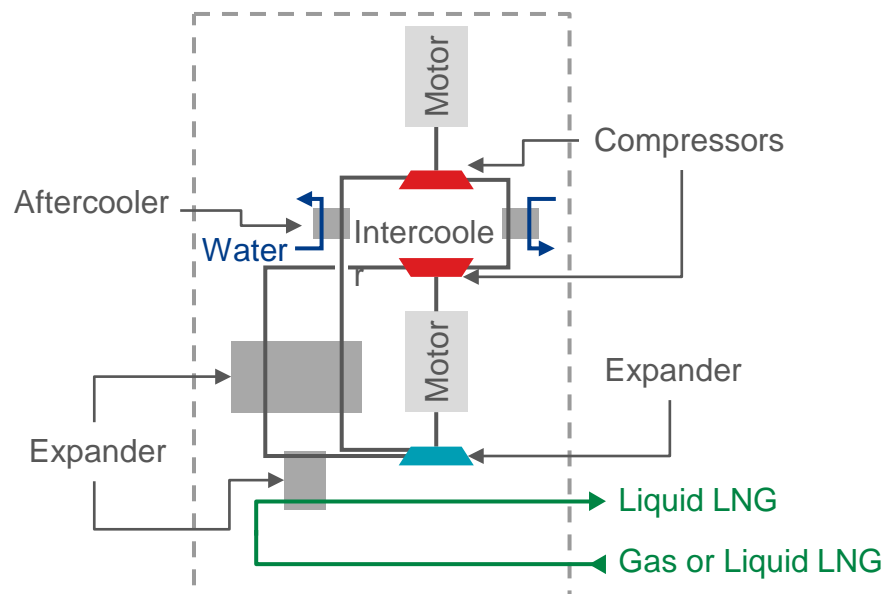 Motor
Compressors
Aftercooler
Water
Intercoole
r
Motor
Expander
Expander
Liquid LNG
Gas or Liquid LNG